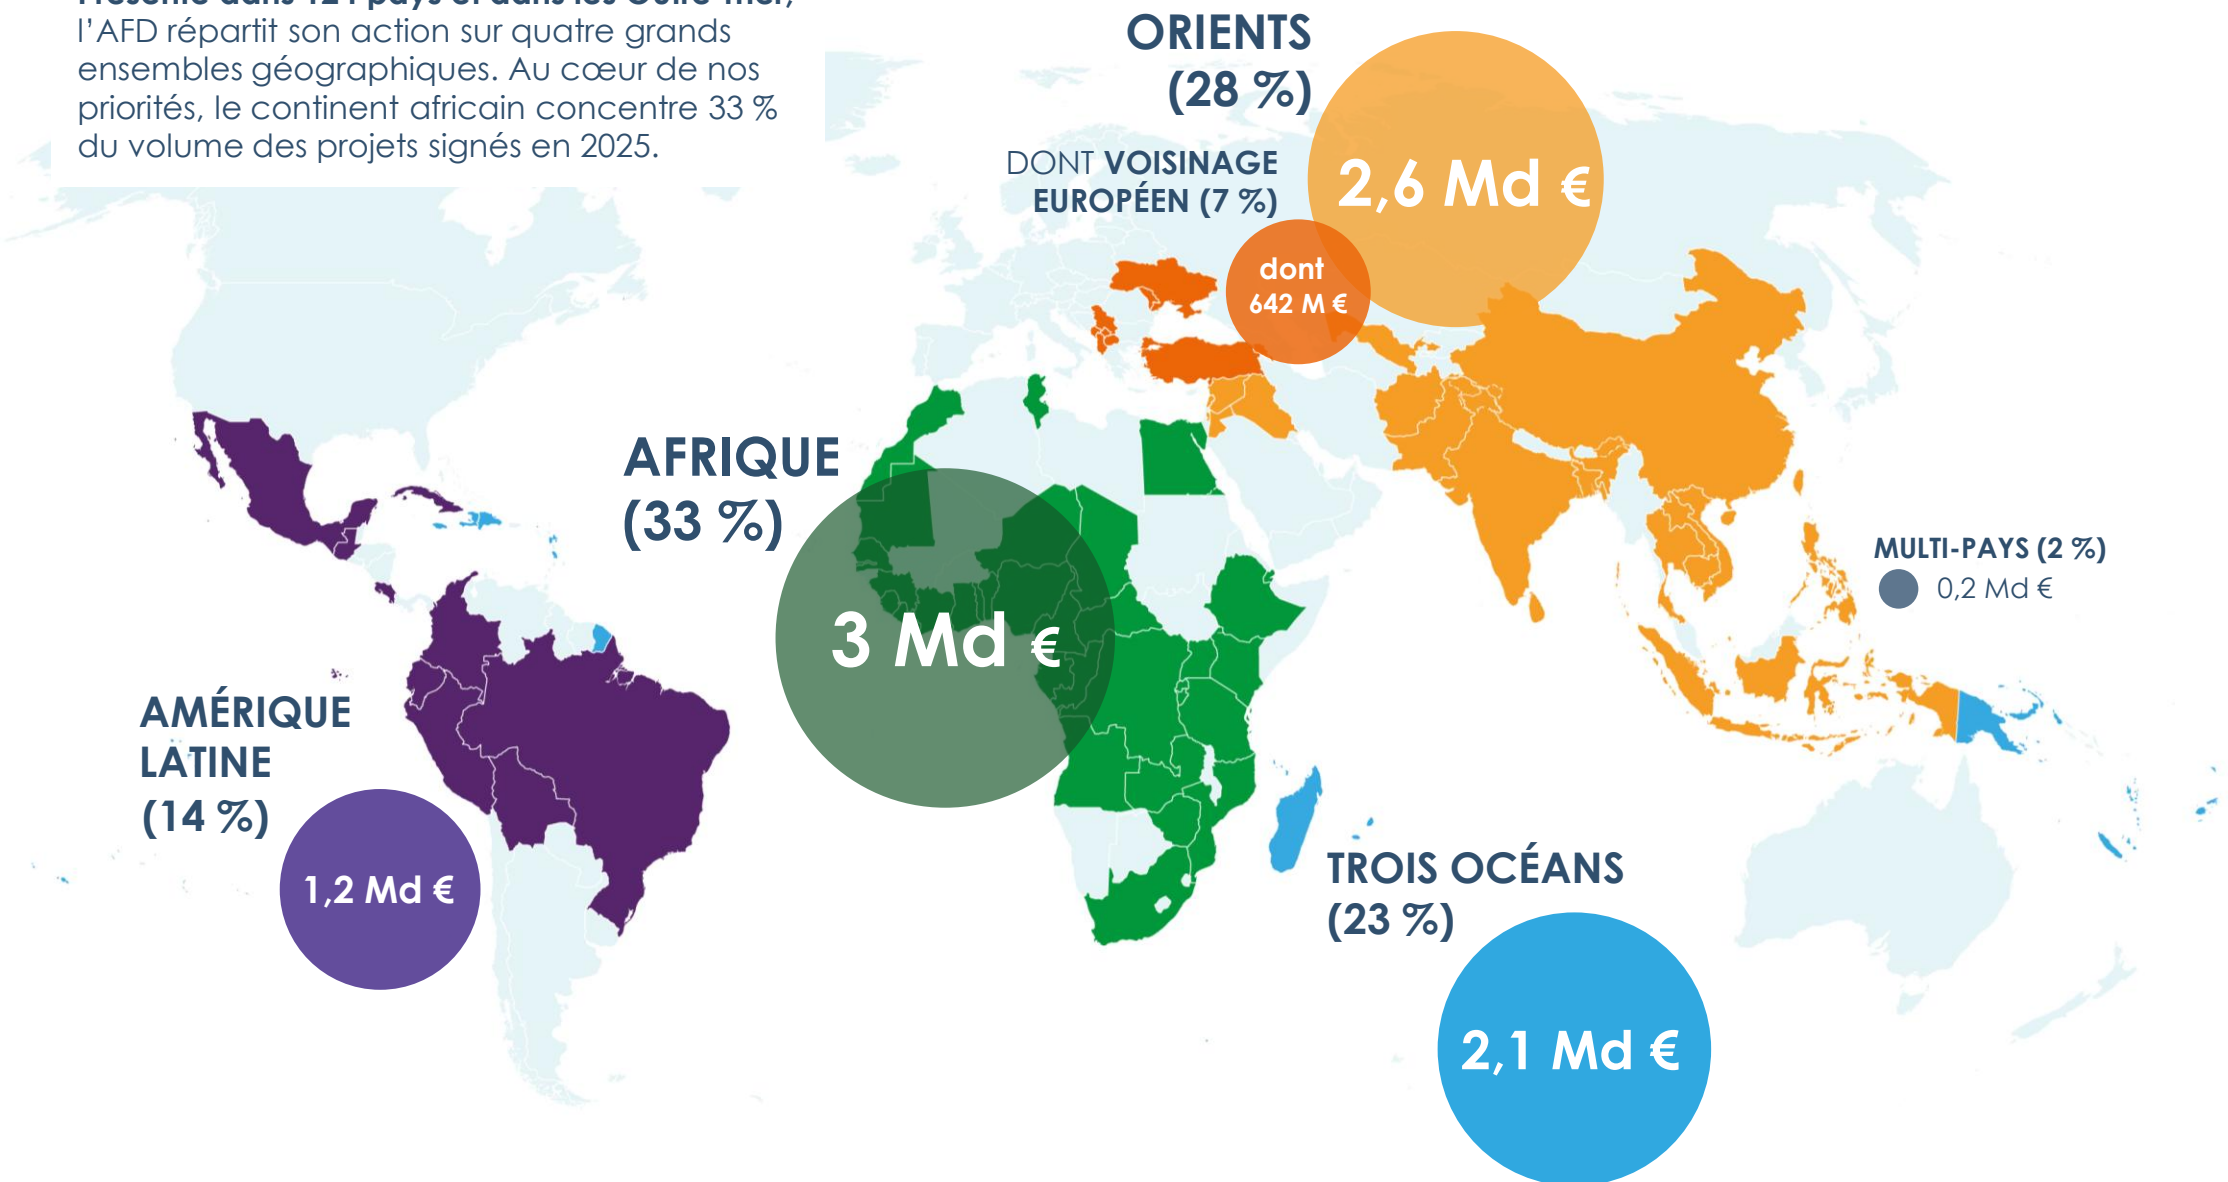 l'AFD répartit son action sur quatre grands
ensembles géographiques. Au cœur de nos
priorités, le continent africain concentre 33 %
du volume des projets signés en 2025.
ORIENTS
(28 %)
2,6 Md €
DONT VOISINAGE
EUROPÉEN (7 %)
dont
642 M €
AFRIQUE
(33 %)
3 Md €
MULTI-PAYS (2 %)
0,2 Md €
AMÉRIQUE
LATINE
(14 %)
1,2 Md €
TROIS OCÉANS
(23 %)
2,1 Md €